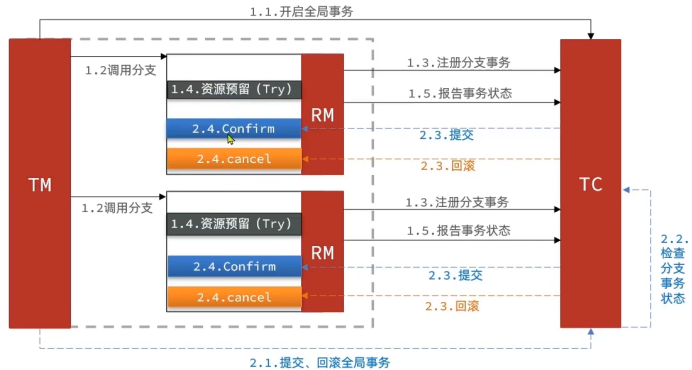 1.1.开启全局事务
TM
1.2调用分支
1.4.资源预留（Try）
2.4.Confirm
2.4.cancel
RM
1.3.注册分支事务
1.5.报告事务状态
2.3.提交
2.3.回滚
TC
1.2调用分支
1.4.资源预留（Try）
2.4.Confirm
2.4.cancel
RM
1.3.注册分支事务
1.5.报告事务状态
2.3.提交
2.3.回滚
2.2.
检查
分支
事务
状态
2.1.提交、回滚全局事务